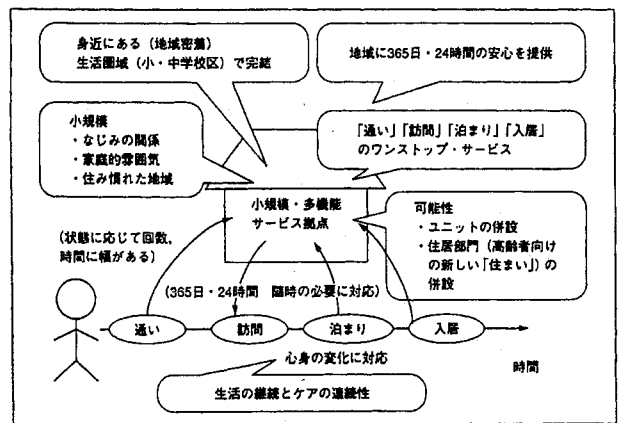 身近にある（地域密着）
生活圏域（小・中学校区）で完結
地域に365日・24時間の安心を提供
小規模
・なじみの関係
・家庭的雰囲気
・住み慣れた地域
「通い」「訪問」「泊まり」「入居」
のワンストップ・サービス
小規模・多機能
サービス拠点
可能性
・ユニットの併設
・住居部門（高齢者向け
の新しい「住まい」）の
併設
（状態に応じて回数，
時間に幅がある）
（365日・24時間　臨時の必要に対応）
通い
訪問
泊まり
入居
心身の変化に対応
時間
生活の継続とケアの連続性